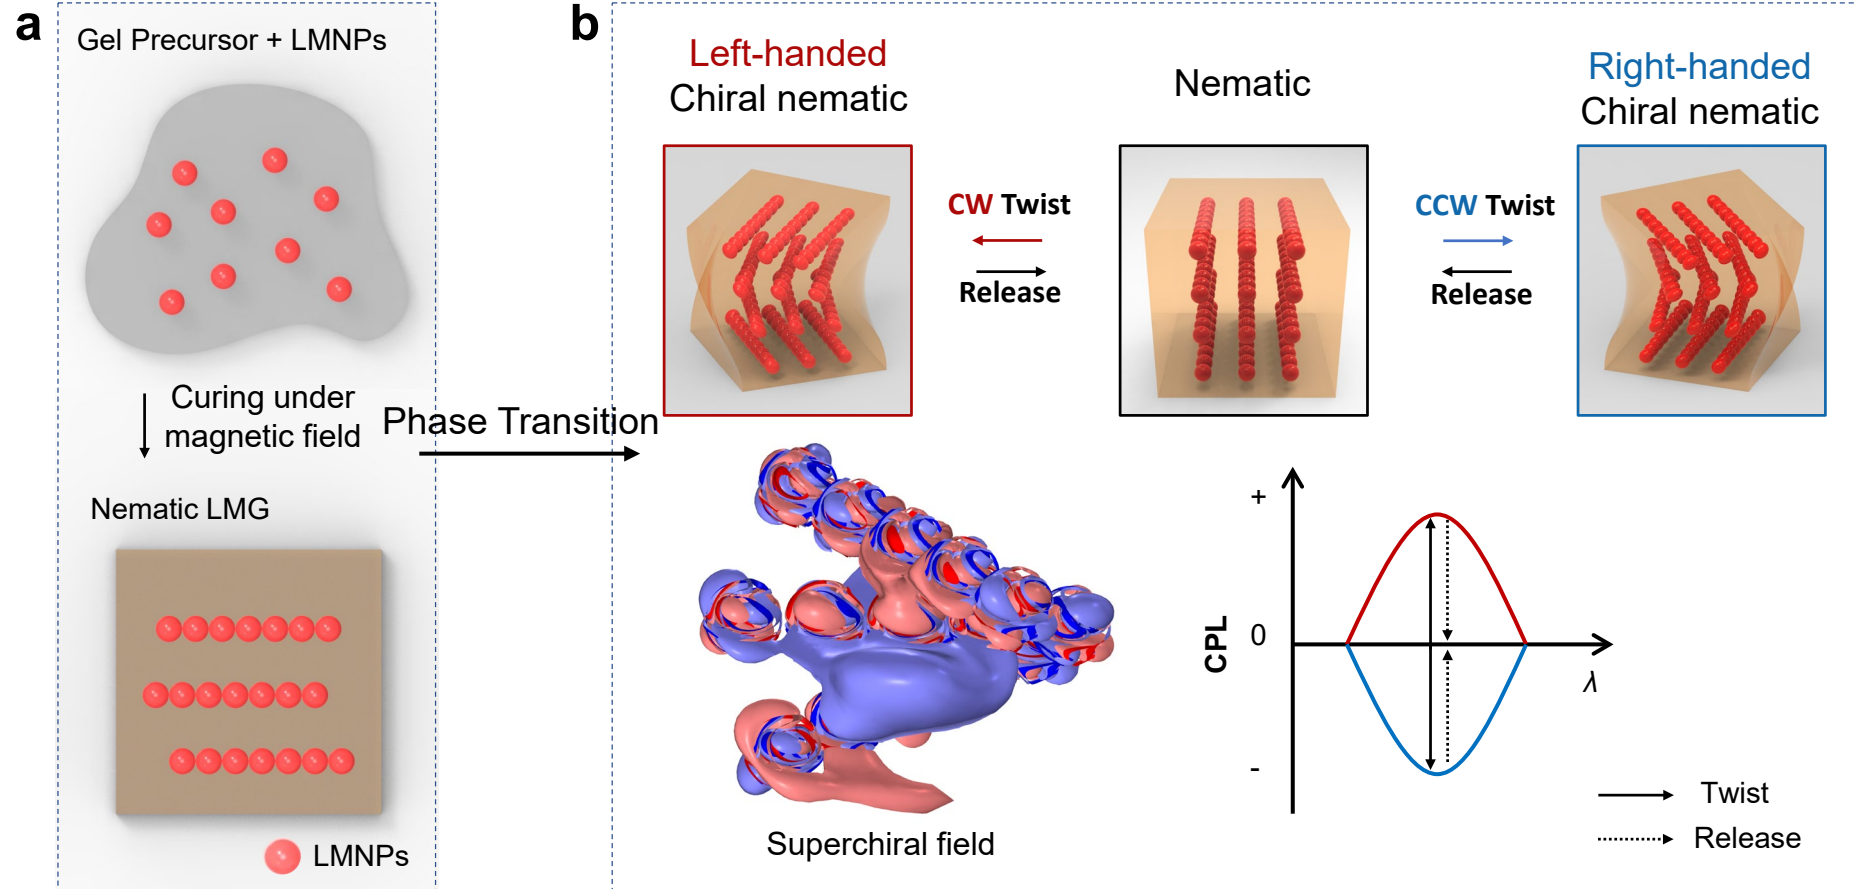 a
Gel Precursor + LMNPs
Curing under
magnetic field
Nematic LMG
LMNPs
Phase Transition
b
Left-handed
Chiral nematic
CW Twist
Release
Nematic
CCW Twist
Release
Right-handed
Chiral nematic
Superchiral field
+
0
-
CPL
λ
Twist
Release